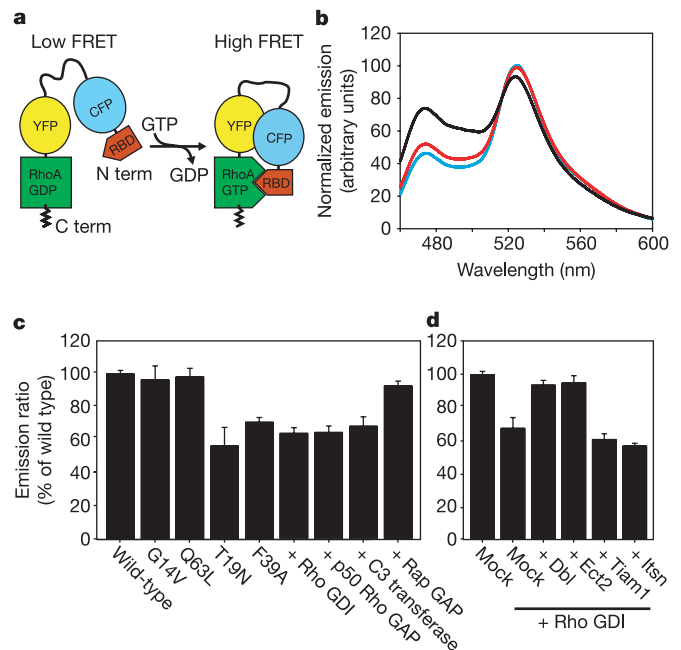 a
Low FRET
High FRET
YFP
CFP
RBD
RhoA
GDP
N term
C term
GTP
GDP
YFP
CFP
RhoA
GTP
RBD
b
Normalized emission
(arbitrary units)
120
100
80
60
40
20
0
480 520 560 600
Wavelength (nm)
c
Emission ratio
(% of wild type)
120
100
80
60
40
20
0
Wild-type
G14V
Q63L
T19N
F39A
+ Rho GDI
+ p50 Rho GAP
+ C3 transferase
+ Rap GAP
d
120
100
80
60
40
20
0
Mock
Mock
+ Dbl
+ Ect2
+ Tiam1
+ Itsn
+ Rho GDI